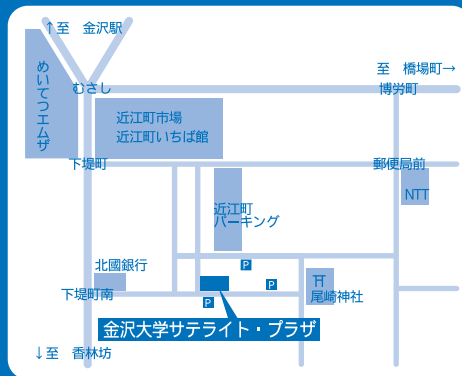 ↑至 金沢駅
めいてつエムザ
むさし
至 橋場町→
博労町
近江町市場
近江町いちば館
下堤町
郵便局前
NTT
近江町
パーキング
北國銀行
P
P
P
下堤町南
尾崎神社
金沢大学サテライト・プラザ
↓至 香林坊